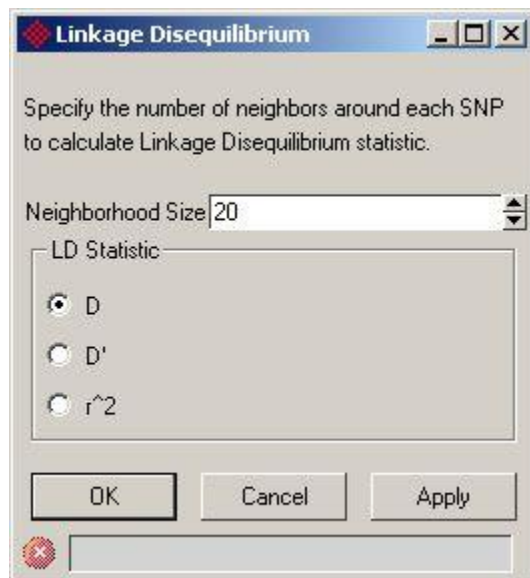 Linkage Disequilibrium
Specify the number of neighbors around each SNP
to calculate Linkage Disequilibrium statistic.
Neighborhood Size 20
LD Statistic
D
D'
r^2
OK Cancel Apply